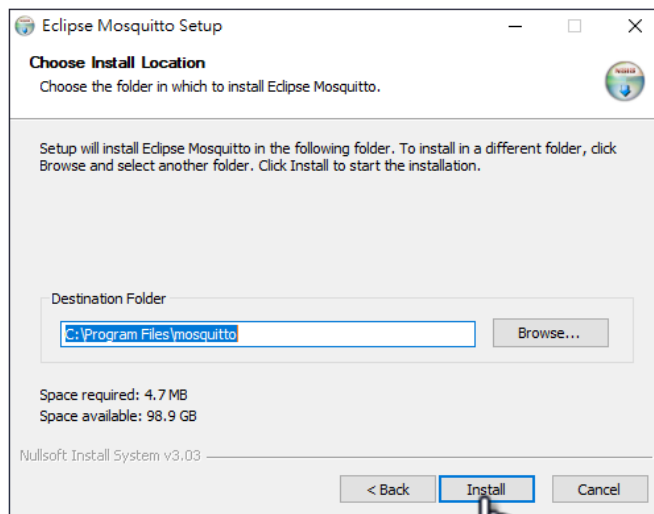 Eclipse Mosquitto Setup
Choose Install Location
Choose the folder in which to install Eclipse Mosquitto.
Setup will install Eclipse Mosquitto in the following folder. To install in a different folder, click
Browse and select another folder. Click Install to start the installation.
Destination Folder
C:\Program Files\mosquitto
Browse...
Space required: 4.7 MB
Space available: 98.9 GB
Nullsoft Install System v3.03
< Back
Install
Cancel